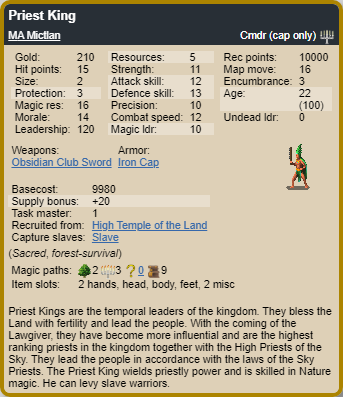 Priest King
MA Mictlan Cmdr (cap only)
Gold: 210 Resources: 5 Rec points: 10000
Hit points: 15 Strength: 11 Map move: 16
Size: 2 Attack skill: 12 Encumbrance: 3
Protection: 3 Defence skill: 13 Age: 22
Magic res: 16 Precision: 10 (100)
Morale: 14 Combat speed: 12 Undead ldr: 0
Leadership: 120 Magic ldr: 10
Weapons: Armor:
Obsidian Club Sword Iron Cap
Basecost: 9980
Supply bonus: +20
Task master: 1
Recruited from: High Temple of the Land
Capture slaves: Slave
(Sacred, forest-survival)
Magic paths: 2 3 ? 0 9
Item slots: 2 hands, head, body, feet, 2 misc
Priest Kings are the temporal leaders of the kingdom. They bless the
Land with fertility and lead the people. With the coming of the
Lawgiver, they have become more influential and are the highest
ranking priests in the kingdom together with the High Priests of the
Sky. They lead the people in accordance with the laws of the Sky
Priests. The Priest King wields priestly power and is skilled in Nature
magic. He can levy slave warriors.